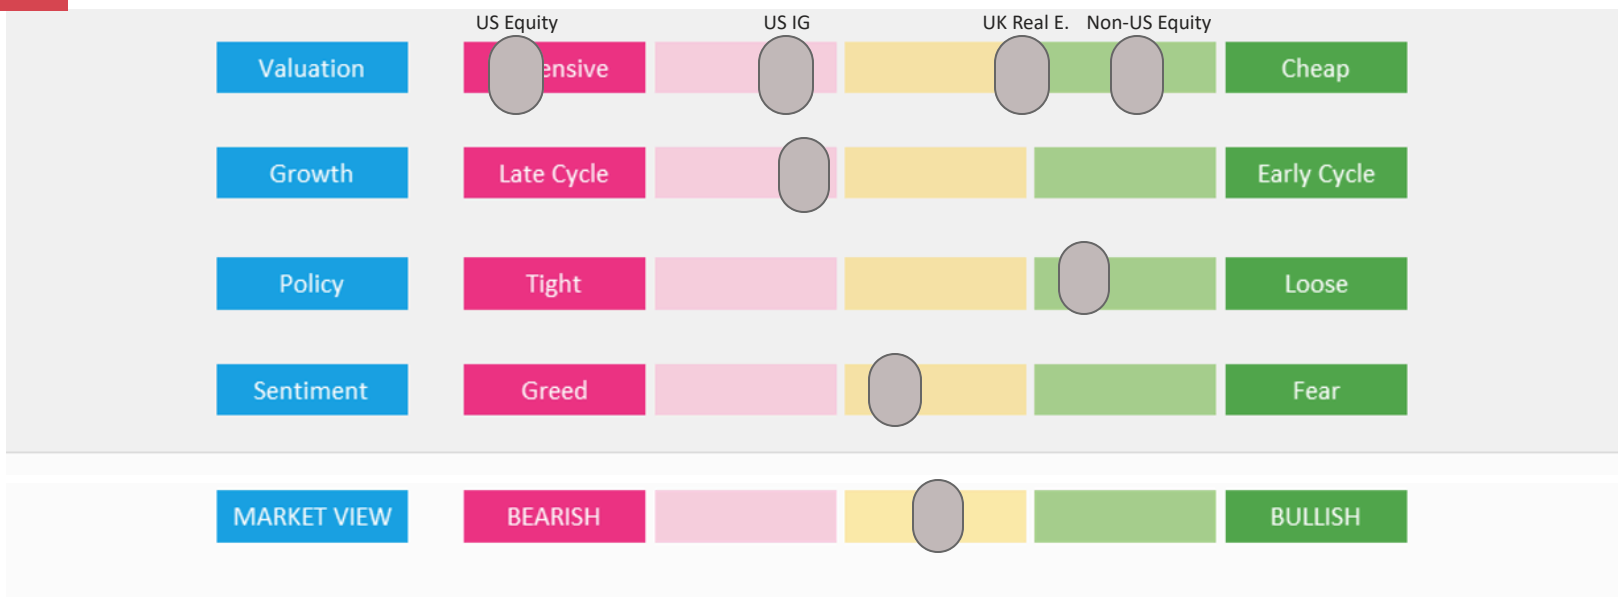 US Equity US IG UK Real E. Non-US Equity
Valuation ensive Cheap
Growth Late Cycle Early Cycle
Policy Tight Loose
Sentiment Greed Fear
MARKET VIEW BEARISH BULLISH